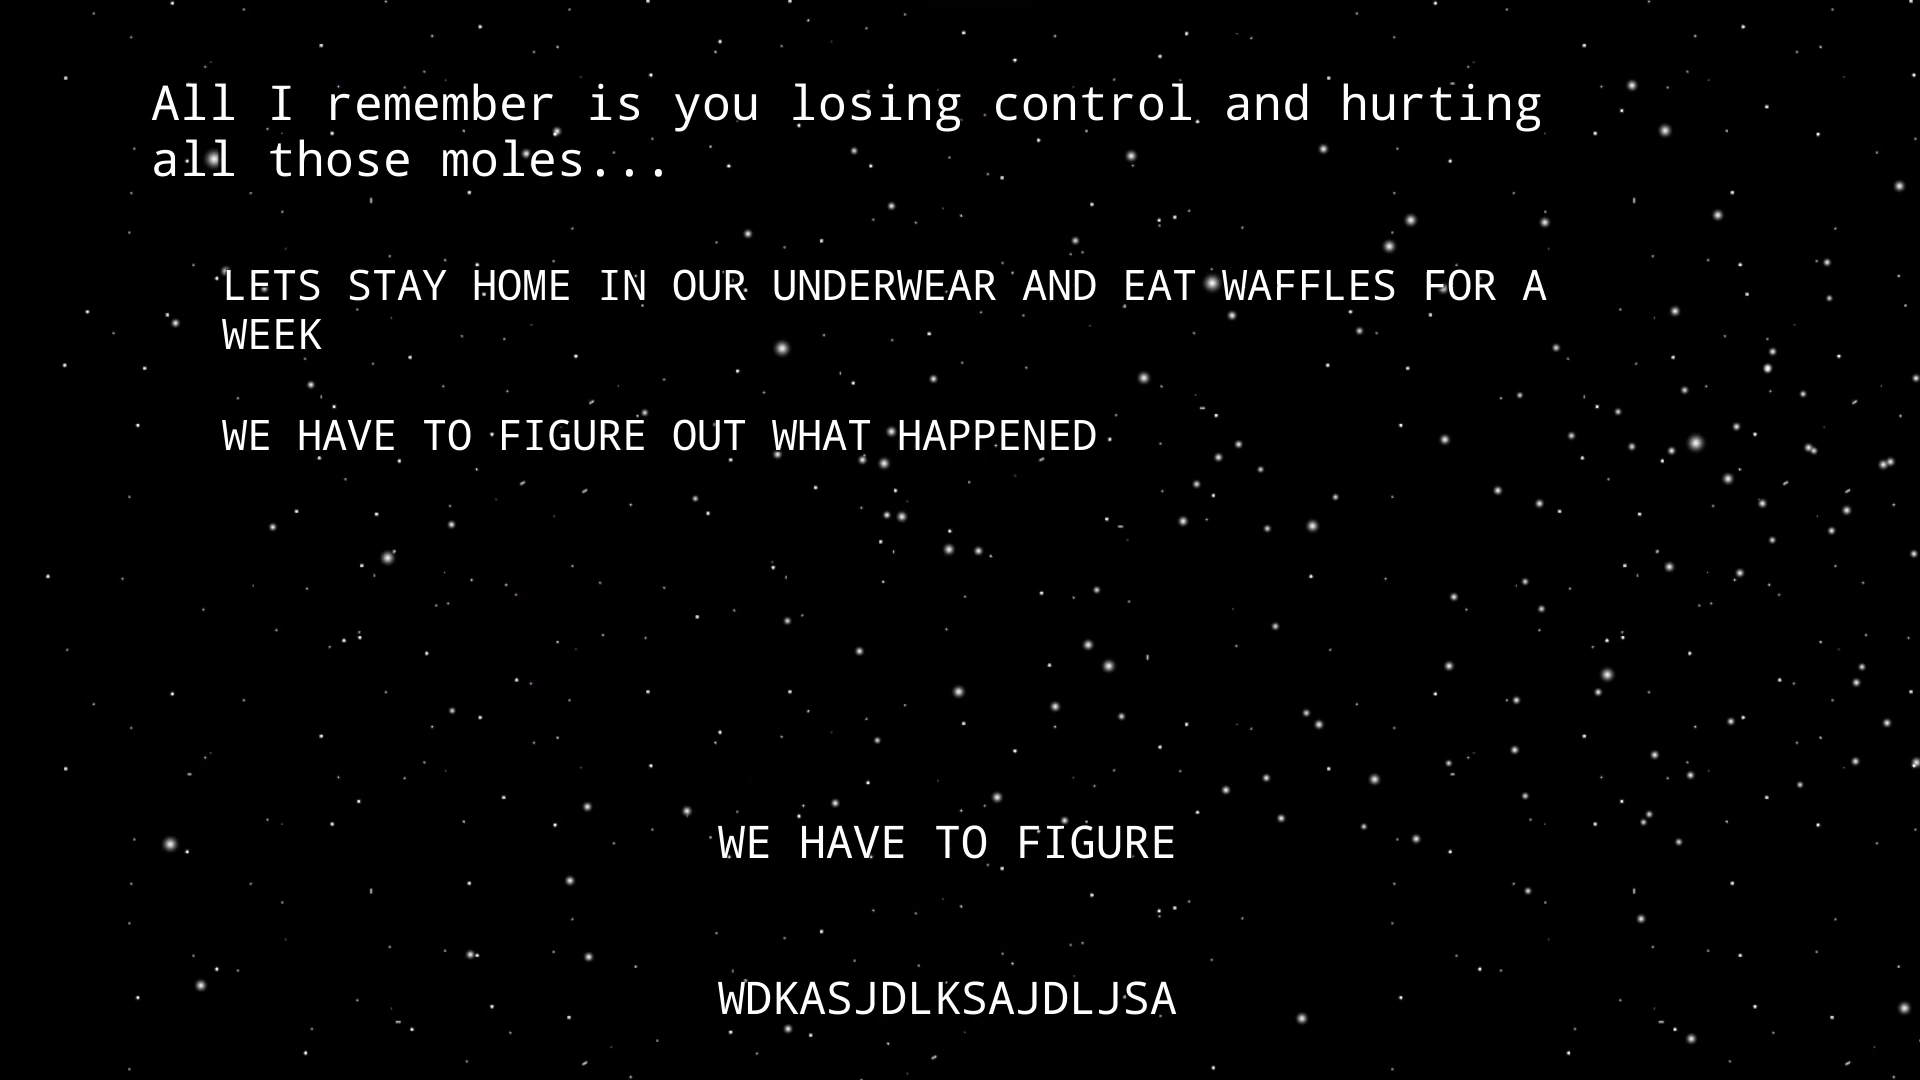 All I remember is you losing control and hurting
all those moles...
LETS STAY HOME IN OUR UNDERWEAR AND EAT WAFFLES FOR A
WEEK
WE HAVE TO FIGURE OUT WHAT HAPPENED
WE HAVE TO FIGURE
WDKASJDLKSAJDLJSA